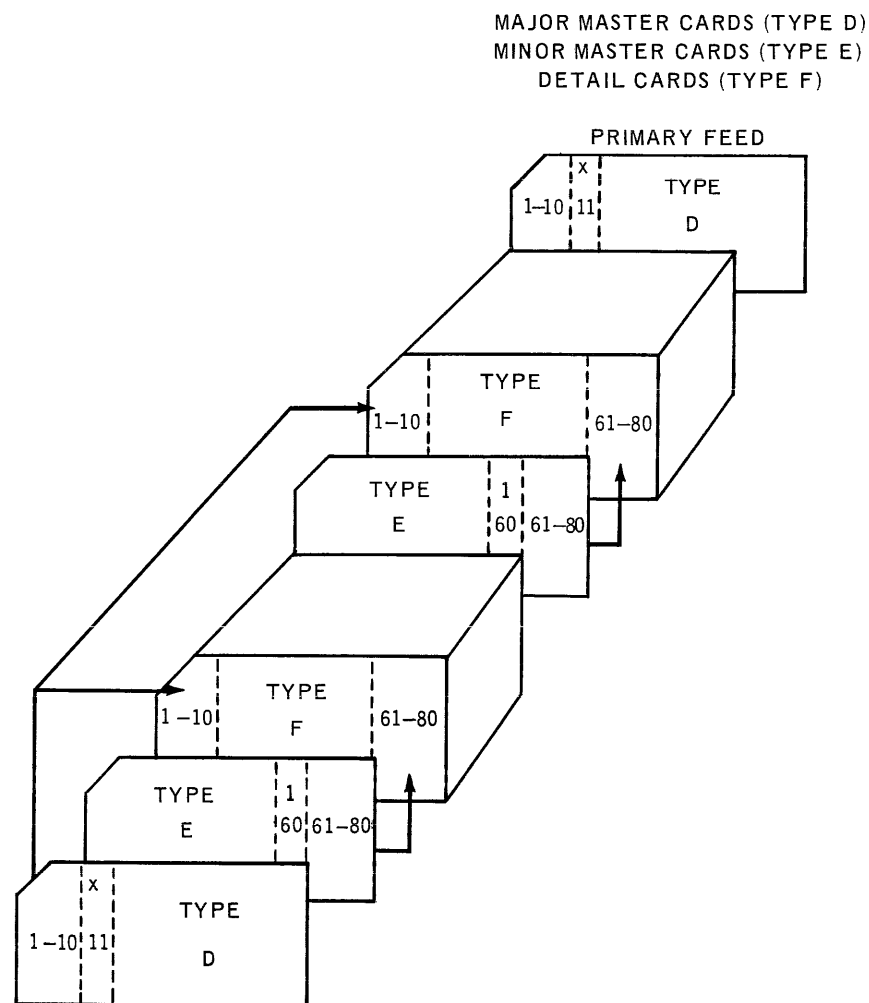 MAJOR MASTER CARDS (TYPE D)
MINOR MASTER CARDS (TYPE E)
DETAIL CARDS (TYPE F)
PRIMARY FEED
x
TYPE
1–10 11
D
TYPE
F
1–10
61–80
TYPE
1
E
60
61–80
TYPE
F
1–10
61–80
TYPE
1
E
60
61–80
x
TYPE
1–10 11
D